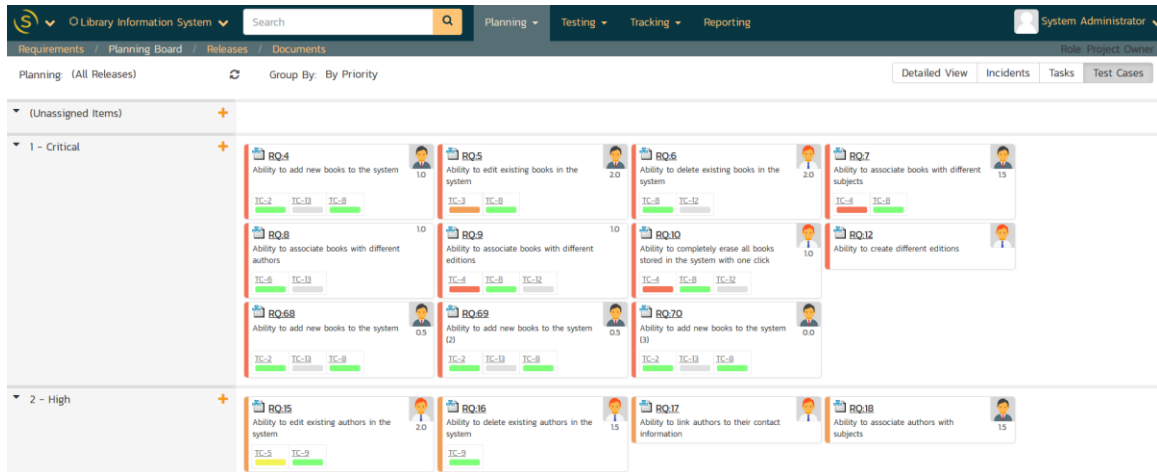 Library Information System
Search
Planning
Testing
Tracking
Reporting
System Administrator
Requirements / Planning Board / Releases / Documents
Role: Project Owner
Planning: (All Releases)
Group By: By Priority
Detailed View
Incidents
Tasks
Test Cases
(Unassigned Items)
1 - Critical
RQ:4
Ability to add new books to the system
1.0
TC-2 TC-13 TC-8
RQ:5
Ability to edit existing books in the
system
2.0
TC-3 TC-8
RQ:6
Ability to delete existing books in the
system
2.0
TC-8 TC-12
RQ:7
Ability to associate books with different
subjects
1.5
TC-4 TC-8
RQ:8
Ability to associate books with different
authors
1.0
TC-6 TC-13
RQ:9
Ability to associate books with different
editions
1.0
TC-4 TC-8 TC-12
RQ:10
Ability to completely erase all books
stored in the system with one click
1.0
TC-4 TC-8 TC-12
RQ:12
Ability to create different editions
RQ:68
Ability to add new books to the system
0.5
TC-2 TC-13 TC-8
RQ:69
Ability to add new books to the system
(2)
0.5
TC-2 TC-13 TC-8
RQ:70
Ability to add new books to the system
(3)
0.0
TC-2 TC-13 TC-8
2 - High
RQ:15
Ability to edit existing authors in the
system
2.0
TC-5 TC-9
RQ:16
Ability to delete existing authors in the
system
1.5
TC-9
RQ:17
Ability to link authors to their contact
information
RQ:18
Ability to associate authors with
subjects
1.5